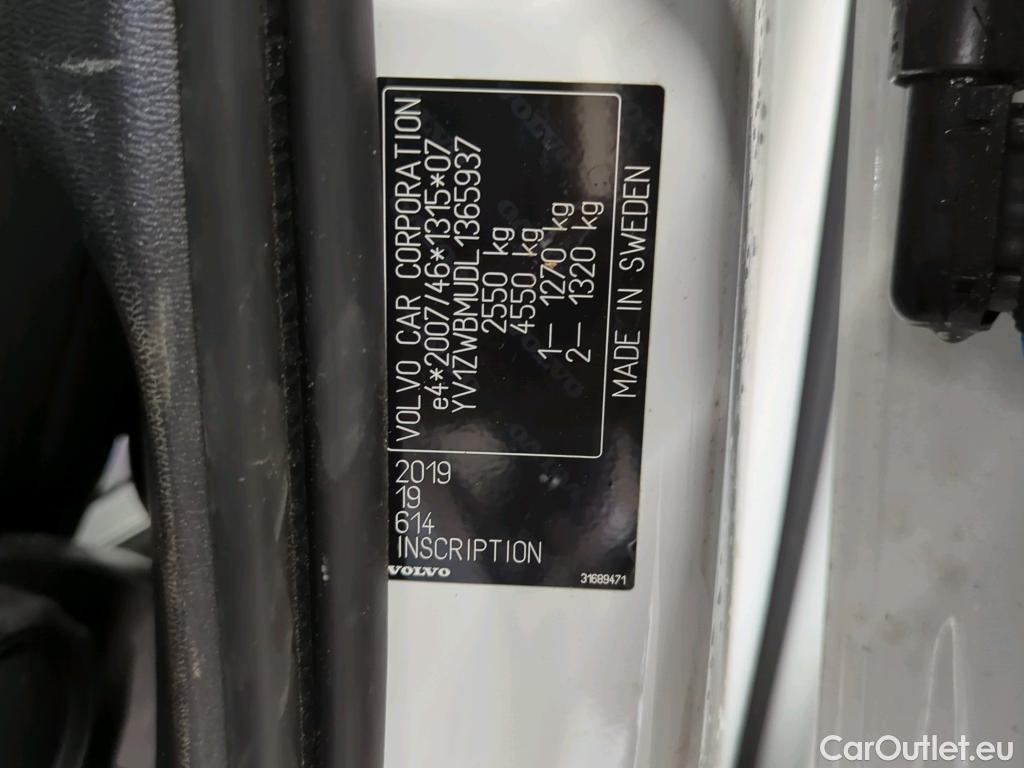 VOLVO CAR CORPORATION
e4*2007/46*1315*07
YV1ZWBMUDL1365937
2550 kg
4550 kg
1— 1270 kg
2— 1320 kg
MADE IN SWEDEN
2019
19
614
INSCRIPTION
VOLVO
31689471
CarOutlet.eu